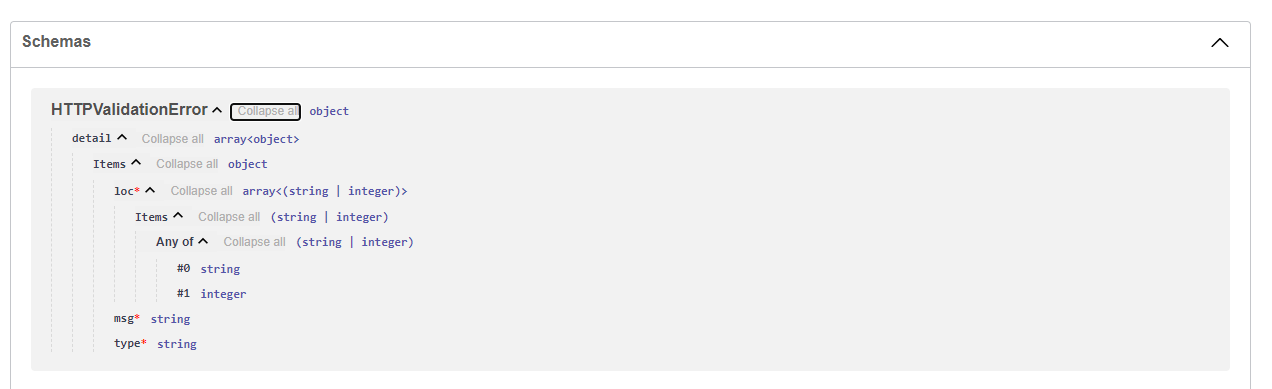 Schemas
HTTPValidationError Collapse all object
detail Collapse all array<object>
Items Collapse all object
loc* Collapse all array<(string | integer)>
Items Collapse all (string | integer)
Any of Collapse all (string | integer)
#0 string
#1 integer
msg* string
type* string